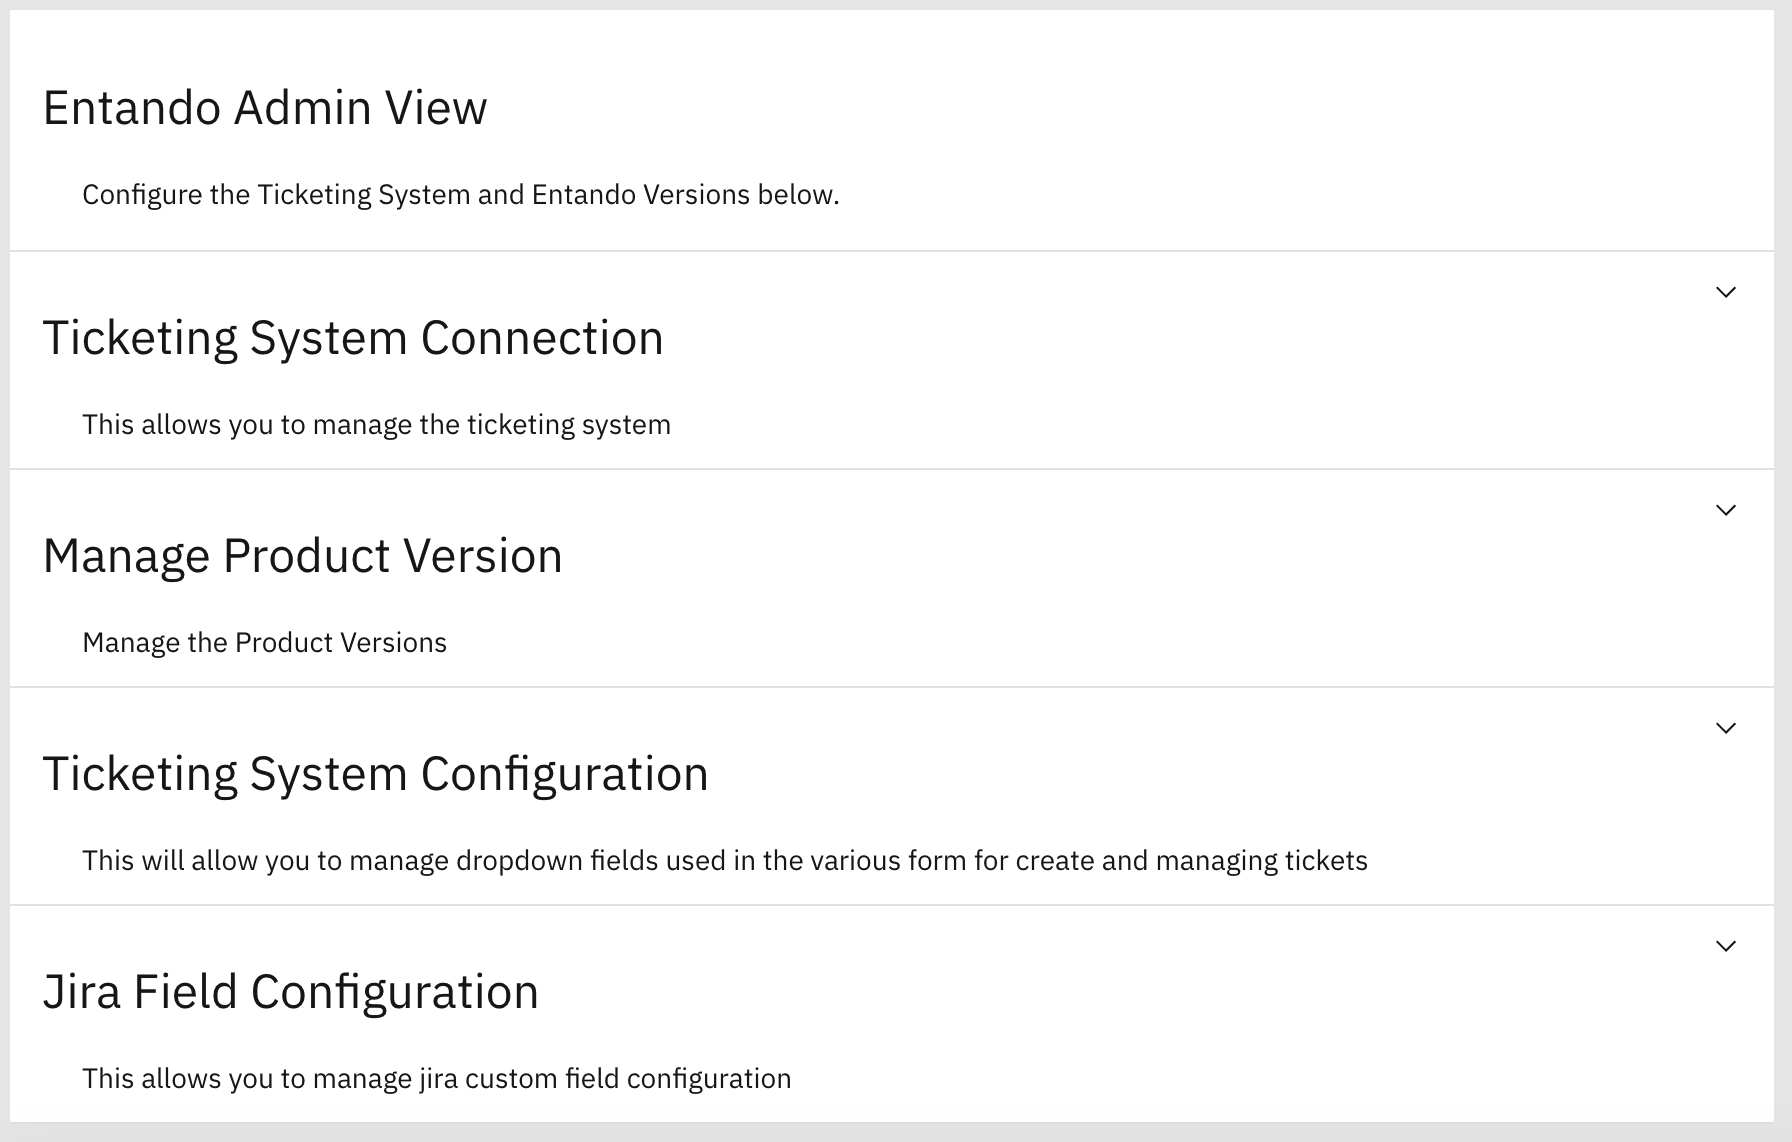 Entando Admin View
Configure the Ticketing System and Entando Versions below.
Ticketing System Connection
This allows you to manage the ticketing system
Manage Product Version
Manage the Product Versions
Ticketing System Configuration
This will allow you to manage dropdown fields used in the various form for create and managing tickets
Jira Field Configuration
This allows you to manage jira custom field configuration